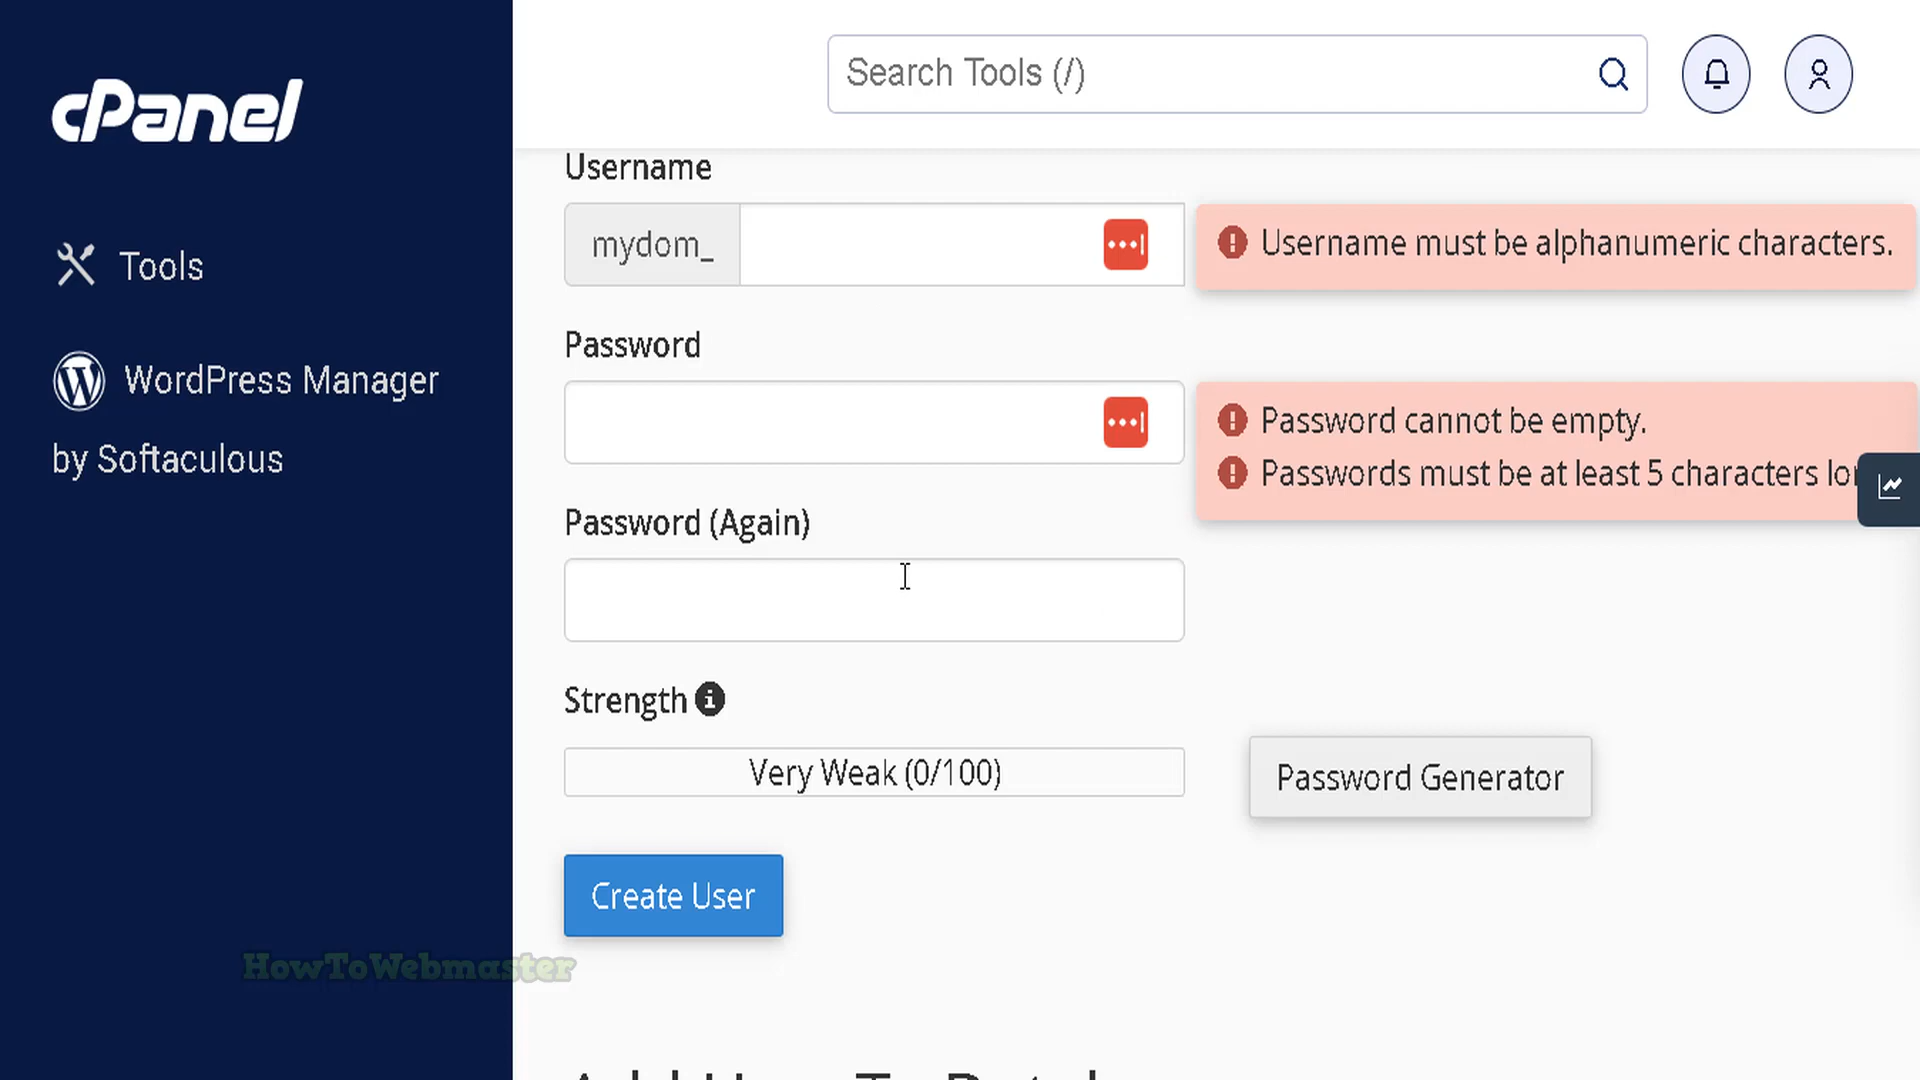 cPanel
Search Tools (/)
Tools
WordPress Manager
by Softaculous
Username
mydom_
Username must be alphanumeric characters.
Password
Password cannot be empty.
Passwords must be at least 5 characters
Password (Again)
Strength
Very Weak (0/100)
Password Generator
Create User
HowToWebmaster